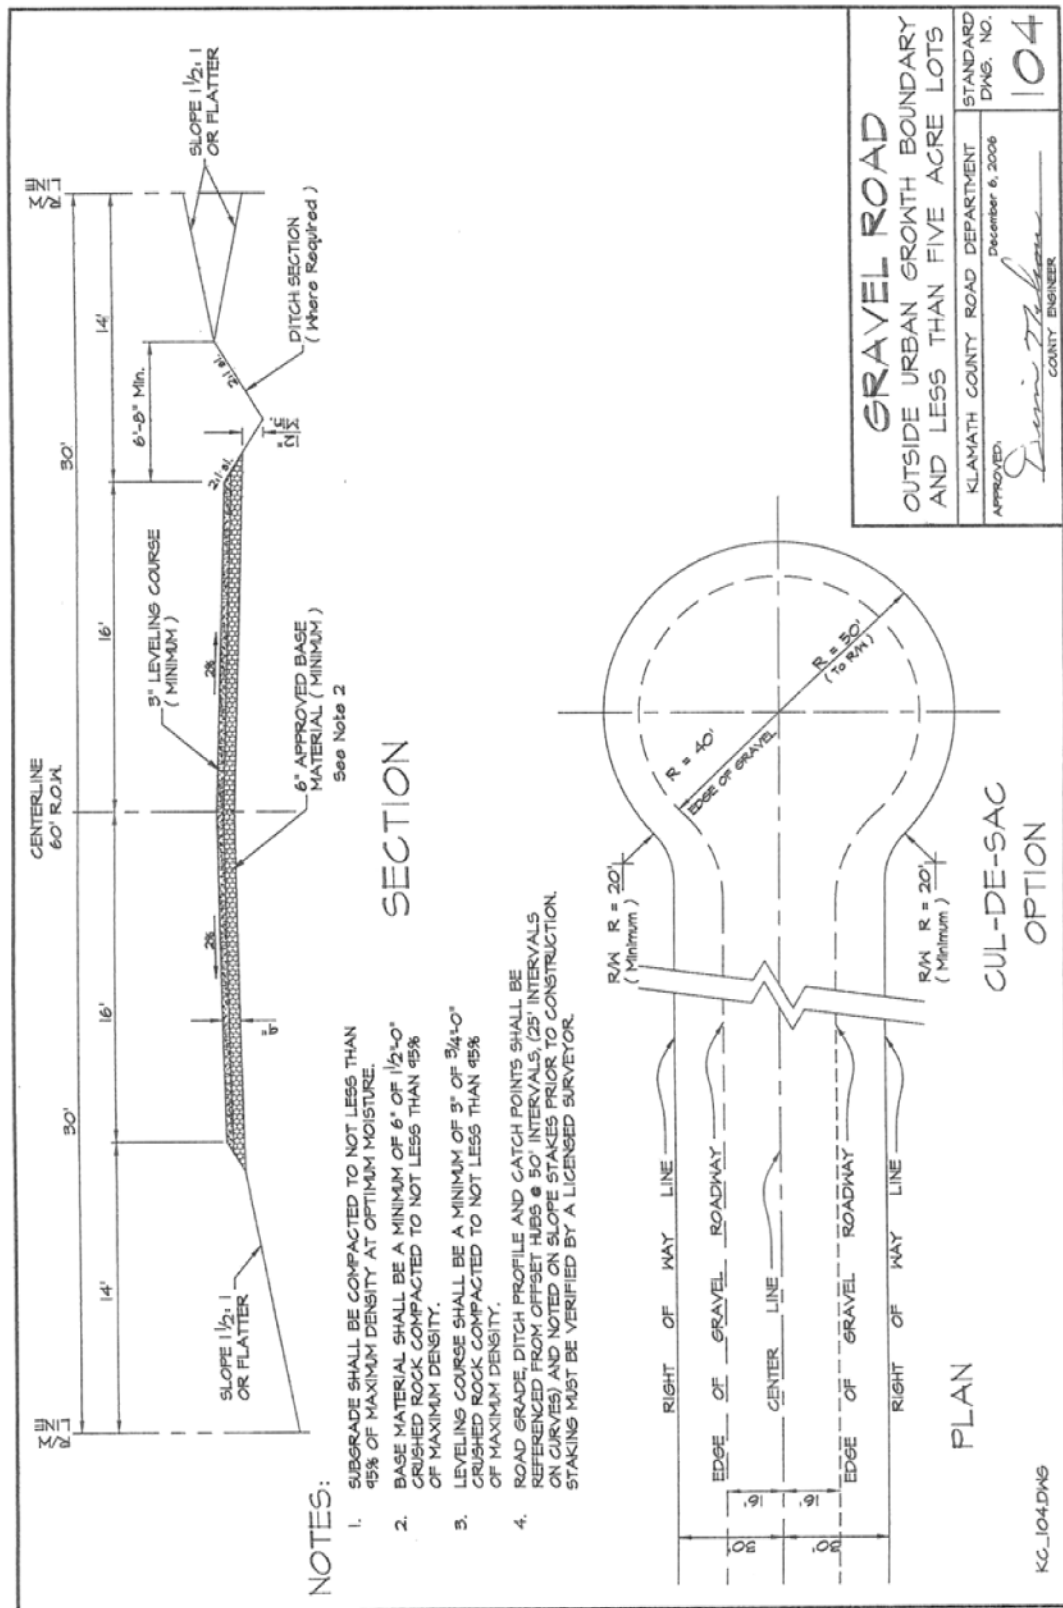 R/W
LINE
CENTERLINE
60' R.O.W.
R/W
LINE
30'
30'
14'
16'
16'
14'
6'-8" Min.
SLOPE 1 1/2:1
OR FLATTER
3" LEVELING COURSE
( MINIMUM )
SLOPE 1 1/2:1
OR FLATTER
2%
2%
2:1 sl.
2:1 sl.
9"
6" APPROVED BASE
MATERIAL ( MINIMUM )
See Note 2
DITCH SECTION
( Where Required )
SECTION
NOTES:
1. SUBGRADE SHALL BE COMPACTED TO NOT LESS THAN
95% OF MAXIMUM DENSITY AT OPTIMUM MOISTURE.
2. BASE MATERIAL SHALL BE A MINIMUM OF 6" OF 1 1/2"-0"
CRUSHED ROCK COMPACTED TO NOT LESS THAN 95%
OF MAXIMUM DENSITY.
3. LEVELING COURSE SHALL BE A MINIMUM OF 3" OF 3/4"-0"
CRUSHED ROCK COMPACTED TO NOT LESS THAN 95%
OF MAXIMUM DENSITY.
4. ROAD GRADE, DITCH PROFILE AND CATCH POINTS SHALL BE
REFERENCED FROM OFFSET HUBS @ 50' INTERVALS, (25' INTERVALS
ON CURVES) AND NOTED ON SLOPE STAKES PRIOR TO CONSTRUCTION.
STAKING MUST BE VERIFIED BY A LICENSED SURVEYOR.
30'
30'
16'
16'
RIGHT OF WAY LINE
EDGE OF GRAVEL ROADWAY
CENTER LINE
EDGE OF GRAVEL ROADWAY
RIGHT OF WAY LINE
R/W R = 20'
( Minimum )
R = 40'
EDGE OF GRAVEL
R = 50'
( To R/W )
R/W R = 20'
( Minimum )
PLAN
CUL-DE-SAC
OPTION
KC_104.DWG
GRAVEL ROAD
OUTSIDE URBAN GROWTH BOUNDARY
AND LESS THAN FIVE ACRE LOTS
KLAMATH COUNTY ROAD DEPARTMENT
APPROVED:
December 6, 2006
COUNTY ENGINEER
STANDARD
DWG. NO.
104